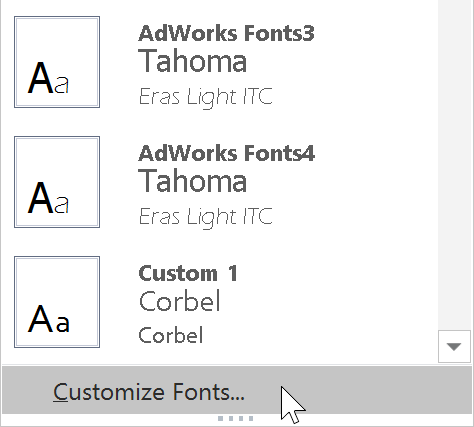 Aa
AdWorks Fonts3
Tahoma
Eras Light ITC
Aa
AdWorks Fonts4
Tahoma
Eras Light ITC
Aa
Custom 1
Corbel
Corbel
Customize Fonts...